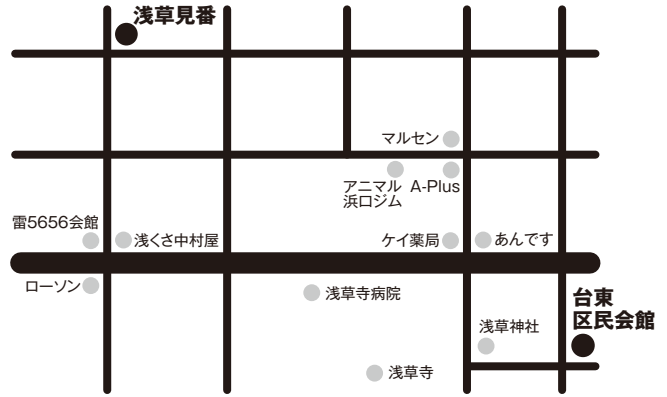 浅草見番
マルセン
アニマル
浜口ジム
A-Plus
雷5656会館
浅くさ中村屋
ケイ薬局
あんです
ローソン
浅草寺病院
台東
区民会館
浅草神社
浅草寺